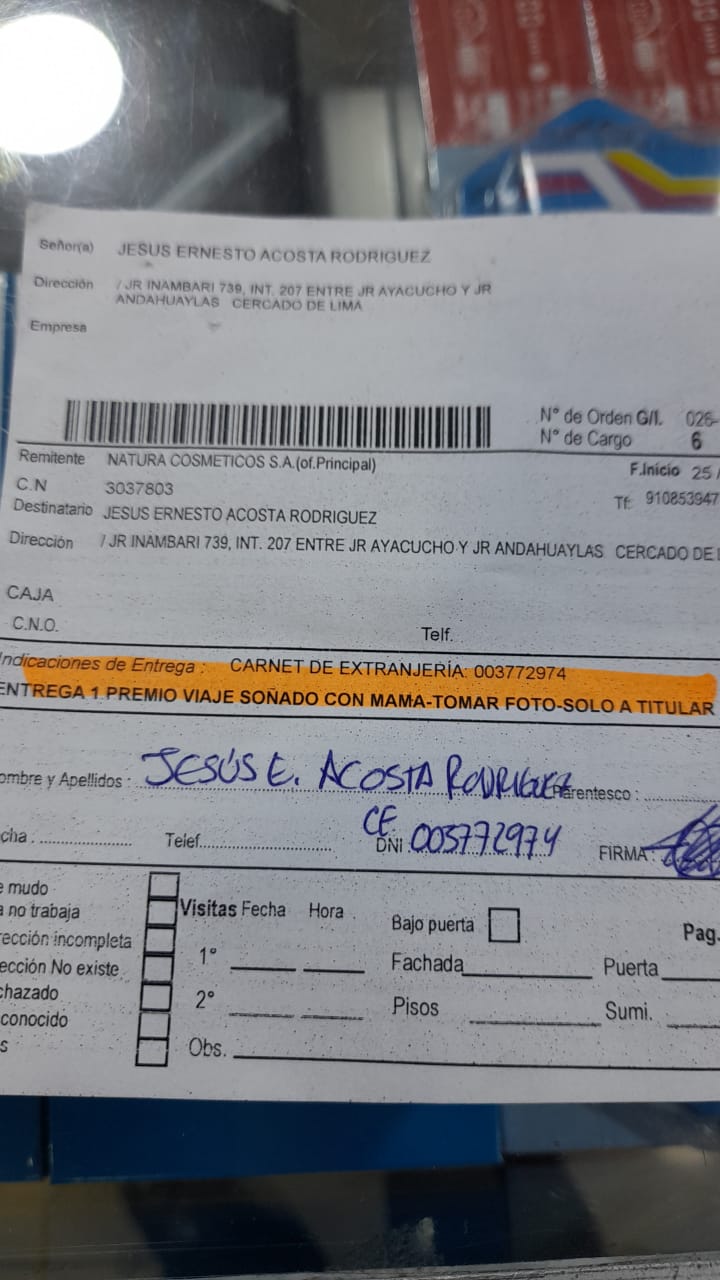 Señor(a) JESUS ERNESTO ACOSTA RODRIGUEZ
Dirección / JR INAMBARI 739, INT. 207 ENTRE JR AYACUCHO Y JR
ANDAHUAYLAS CERCADO DE LIMA
Empresa
N° de Orden G/I. 026-
N° de Cargo 6
Remitente NATURA COSMETICOS S.A.(of.Principal) F.Inicio 25 /
C.N 3037803 Tf: 910853947
Destinatario JESUS ERNESTO ACOSTA RODRIGUEZ
Dirección / JR INAMBARI 739, INT. 207 ENTRE JR AYACUCHO Y JR ANDAHUAYLAS CERCADO DE
CAJA
C.N.O. Telf.
Indicaciones de Entrega : CARNET DE EXTRANJERÍA: 003772974
ENTREGA 1 PREMIO VIAJE SOÑADO CON MAMA-TOMAR FOTO-SOLO A TITULAR
ombre y Apellidos : JESÚS E. ACOSTA RODRIGUEZ Parentesco :
CE
cha Telef. DNI 003772974 FIRMA :
e mudo
a no trabaja Visitas Fecha Hora Bajo puerta Pag.
rección incompleta
ección No existe 1° Fachada Puerta
chazado 2° Pisos Sumi.
conocido
s Obs.